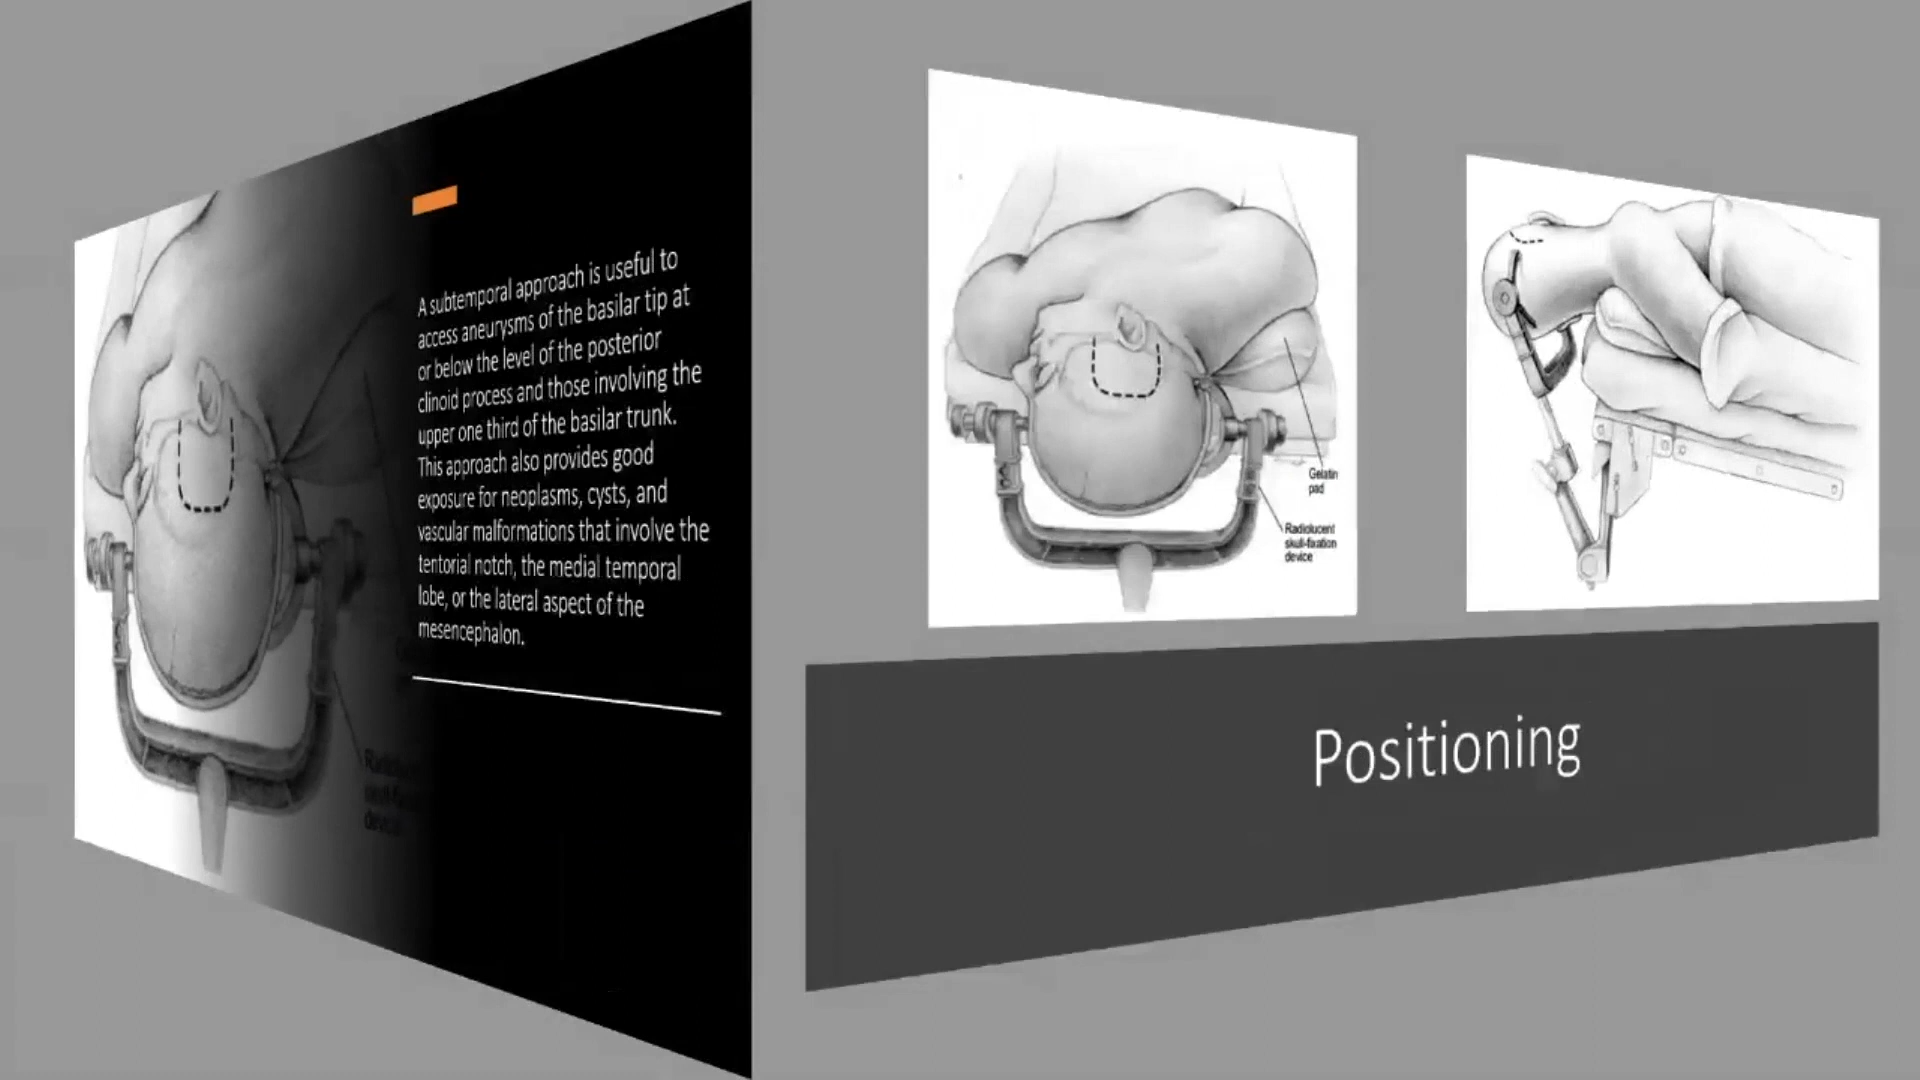 A subtemporal approach is useful to
access aneurysms of the basilar tip at
or below the level of the posterior
clinoid process and those involving the
upper one third of the basilar trunk.
This approach also provides good
exposure for neoplasms, cysts, and
vascular malformations that involve the
tentorial notch, the medial temporal
lobe, or the lateral aspect of the
mesencephalon.
Gelatin
pad
Radiolucent
skull-fixation
device
Positioning